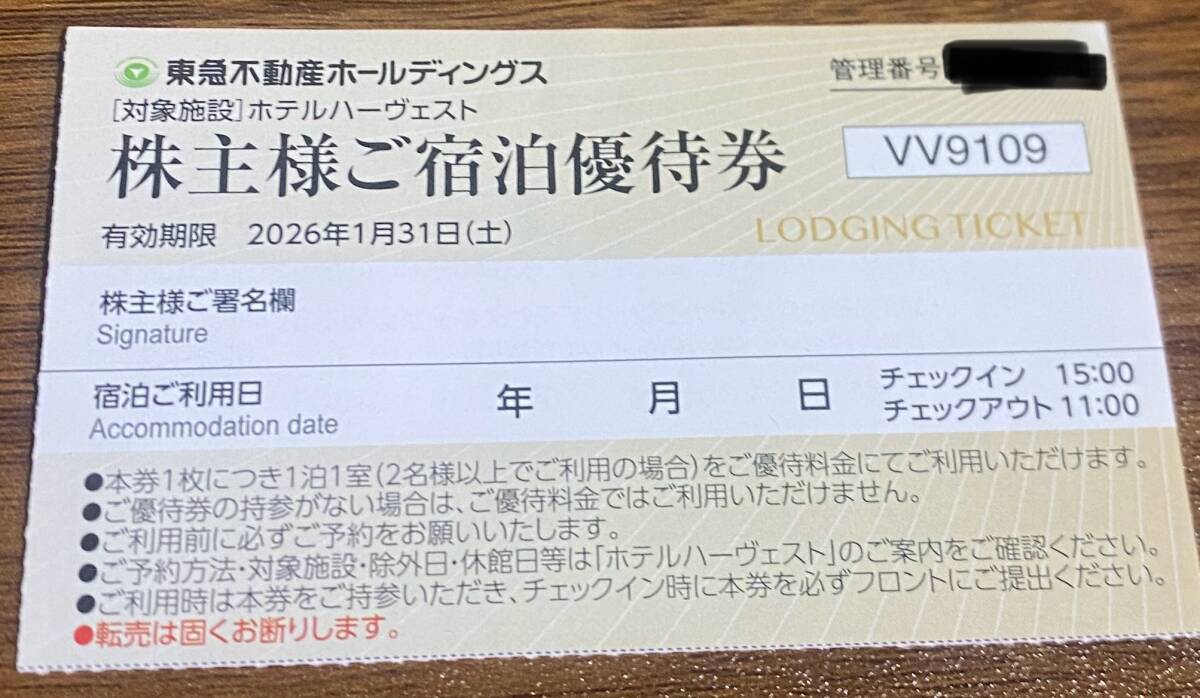 東急不動産ホールディングス
管理番号
[対象施設]ホテルハーヴェスト
株主様ご宿泊優待券
VV9109
有効期限 2026年1月31日(土)
LODGING TICKET
株主様ご署名欄
Signature
宿泊ご利用日 年 月 日
Accommodation date
チェックイン 15:00
チェックアウト 11:00
●本券1枚につき1泊1室(2名様以上でご利用の場合)をご優待料金にてご利用いただけます。
●ご優待券の持参がない場合は、ご優待料金ではご利用いただけません。
●ご利用前に必ずご予約をお願いいたします。
●ご予約方法・対象施設・除外日・休館日等は「ホテルハーヴェスト」のご案内をご確認ください。
●ご利用時は本券をご持参いただき、チェックイン時に本券を必ずフロントにご提出ください。
●転売は固くお断りします。